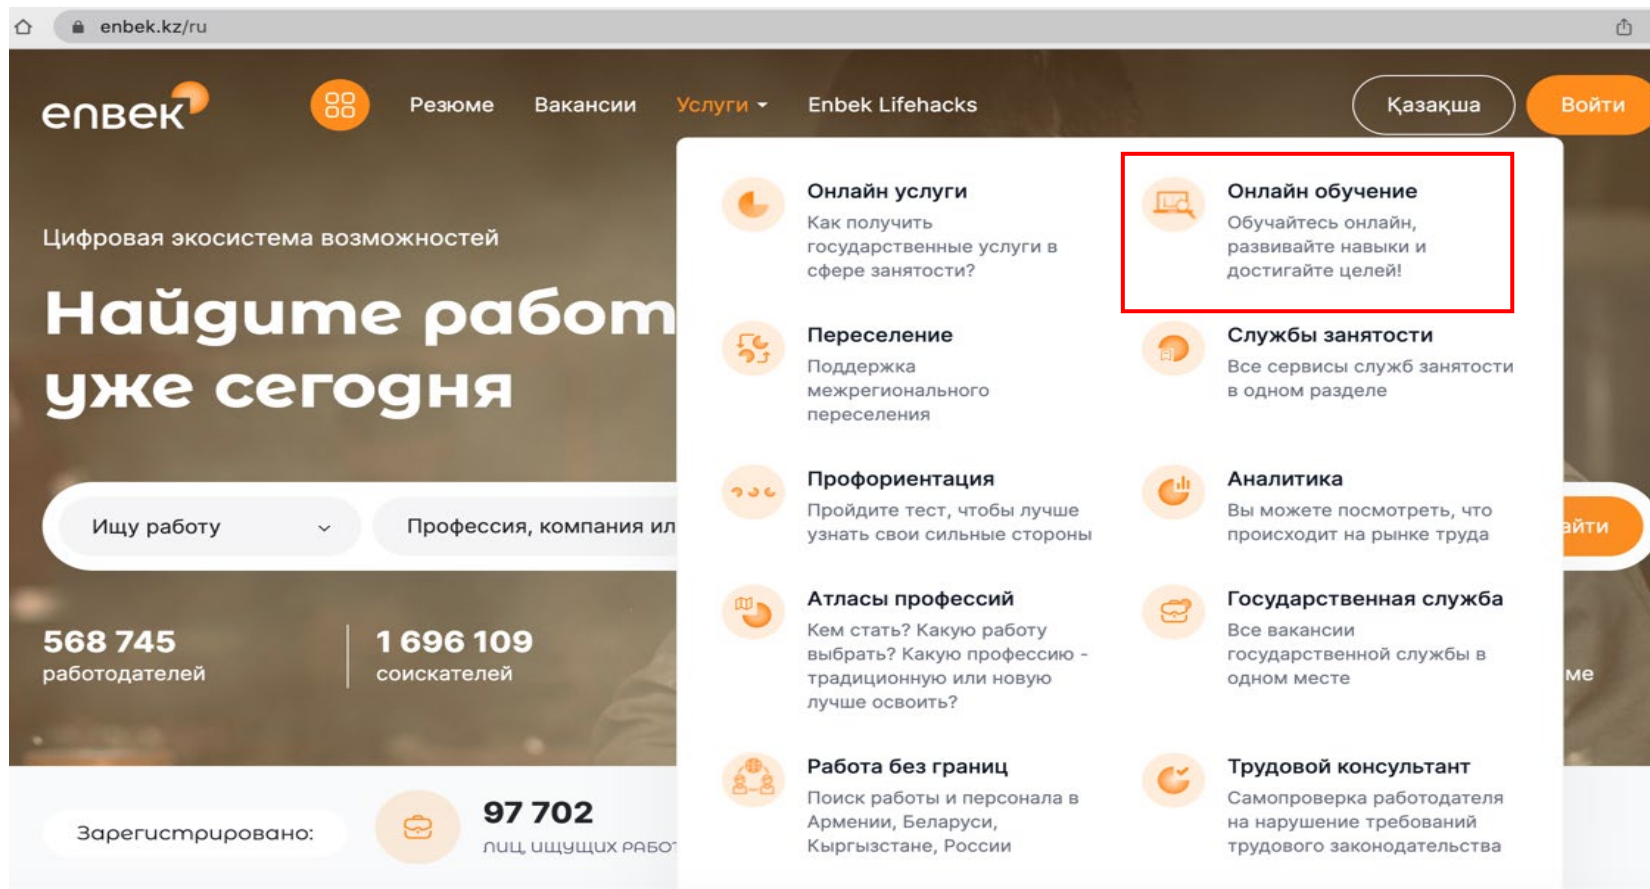 enbek.kz/ru
enbek
Резюме
Вакансии
Услуги
Enbek Lifehacks
Қазақша
Войти
Цифровая экосистема возможностей
Найдите работ
уже сегодня
Ищу работу
Профессия, компания ил
айти
568 745
работодателей
1 696 109
соискателей
ме
Зарегистрировано:
97 702
лиц, ищущих рабо
Онлайн услуги
Как получить
государственные услуги в
сфере занятости?
Онлайн обучение
Обучайтесь онлайн,
развивайте навыки и
достигайте целей!
Переселение
Поддержка
межрегионального
переселения
Службы занятости
Все сервисы служб занятости
в одном разделе
Профориентация
Пройдите тест, чтобы лучше
узнать свои сильные стороны
Аналитика
Вы можете посмотреть, что
происходит на рынке труда
Атласы профессий
Кем стать? Какую работу
выбрать? Какую профессию -
традиционную или новую
лучше освоить?
Государственная служба
Все вакансии
государственной службы в
одном месте
Работа без границ
Поиск работы и персонала в
Армении, Беларуси,
Кыргызстане, России
Трудовой консультант
Самопроверка работодателя
на нарушение требований
трудового законодательства